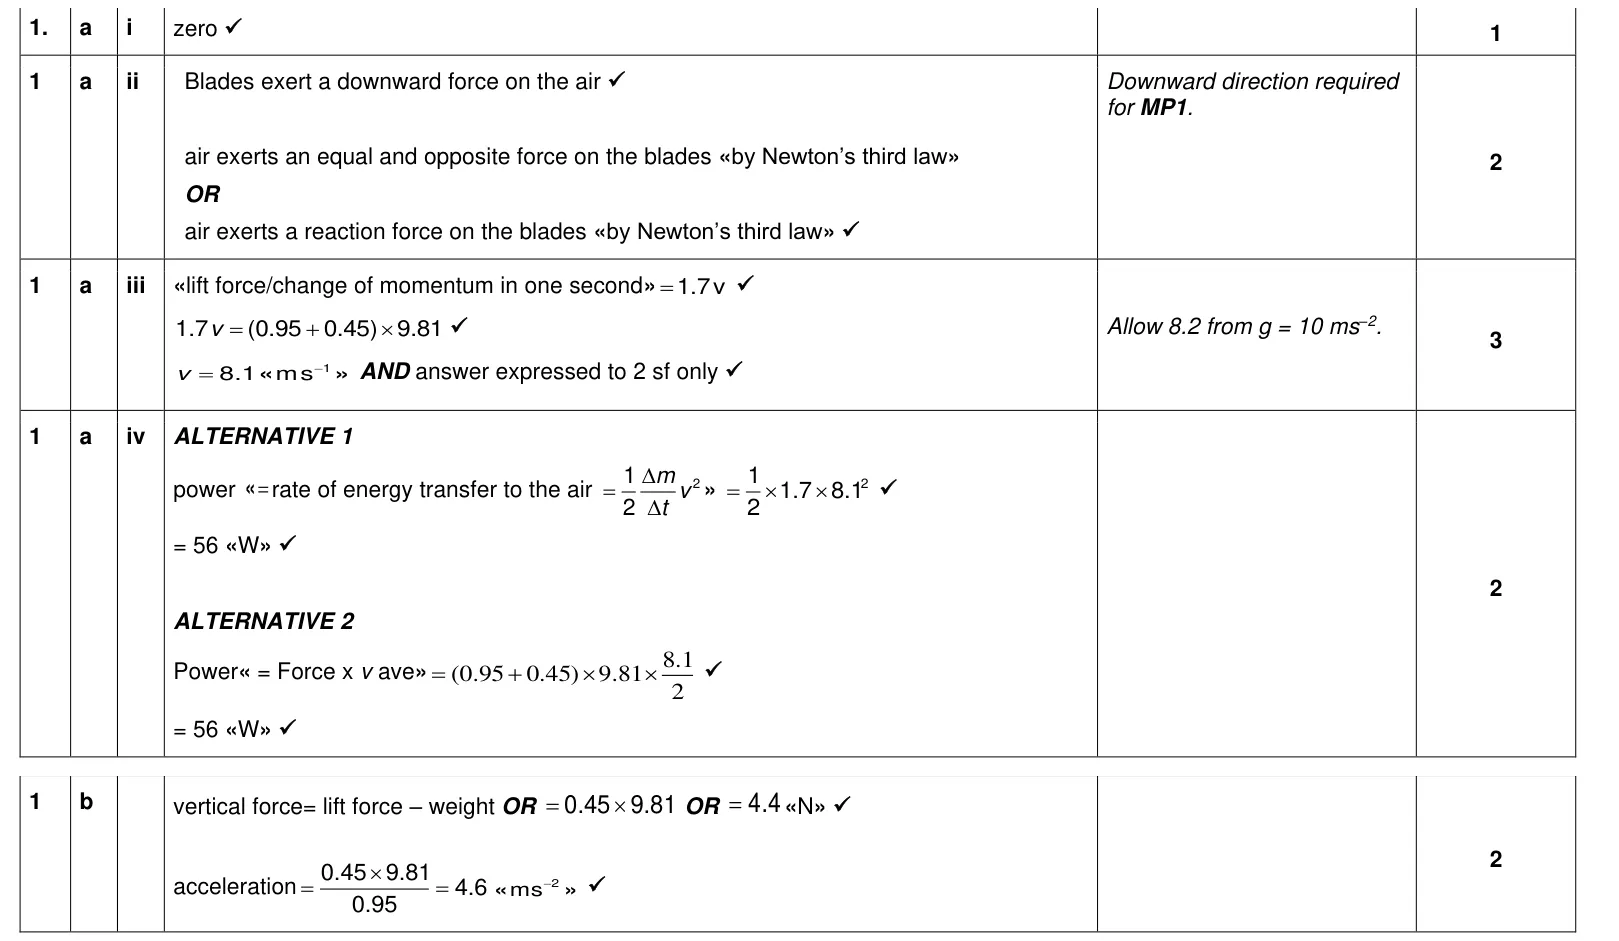 1. a i zero ✓ 1
1 a ii Blades exert a downward force on the air ✓ Downward direction required
for MP1.
air exerts an equal and opposite force on the blades «by Newton’s third law»
2
OR
air exerts a reaction force on the blades «by Newton’s third law» ✓
1 a iii «lift force/change of momentum in one second» = 1.7v ✓
1.7v = (0.95 + 0.45) × 9.81 ✓ Allow 8.2 from g = 10 ms⁻².
3
v = 8.1 «ms⁻¹» AND answer expressed to 2 sf only ✓
1 a iv ALTERNATIVE 1
power «= rate of energy transfer to the air = 1/2 Δm/Δt v²» = 1/2 × 1.7 × 8.1² ✓
= 56 «W» ✓
2
ALTERNATIVE 2
Power« = Force x v ave» = (0.95 + 0.45) × 9.81 × 8.1/2 ✓
= 56 «W» ✓
1 b vertical force= lift force – weight OR = 0.45 × 9.81 OR = 4.4 «N» ✓
2
acceleration = 0.45 × 9.81/0.95 = 4.6 «ms⁻²» ✓